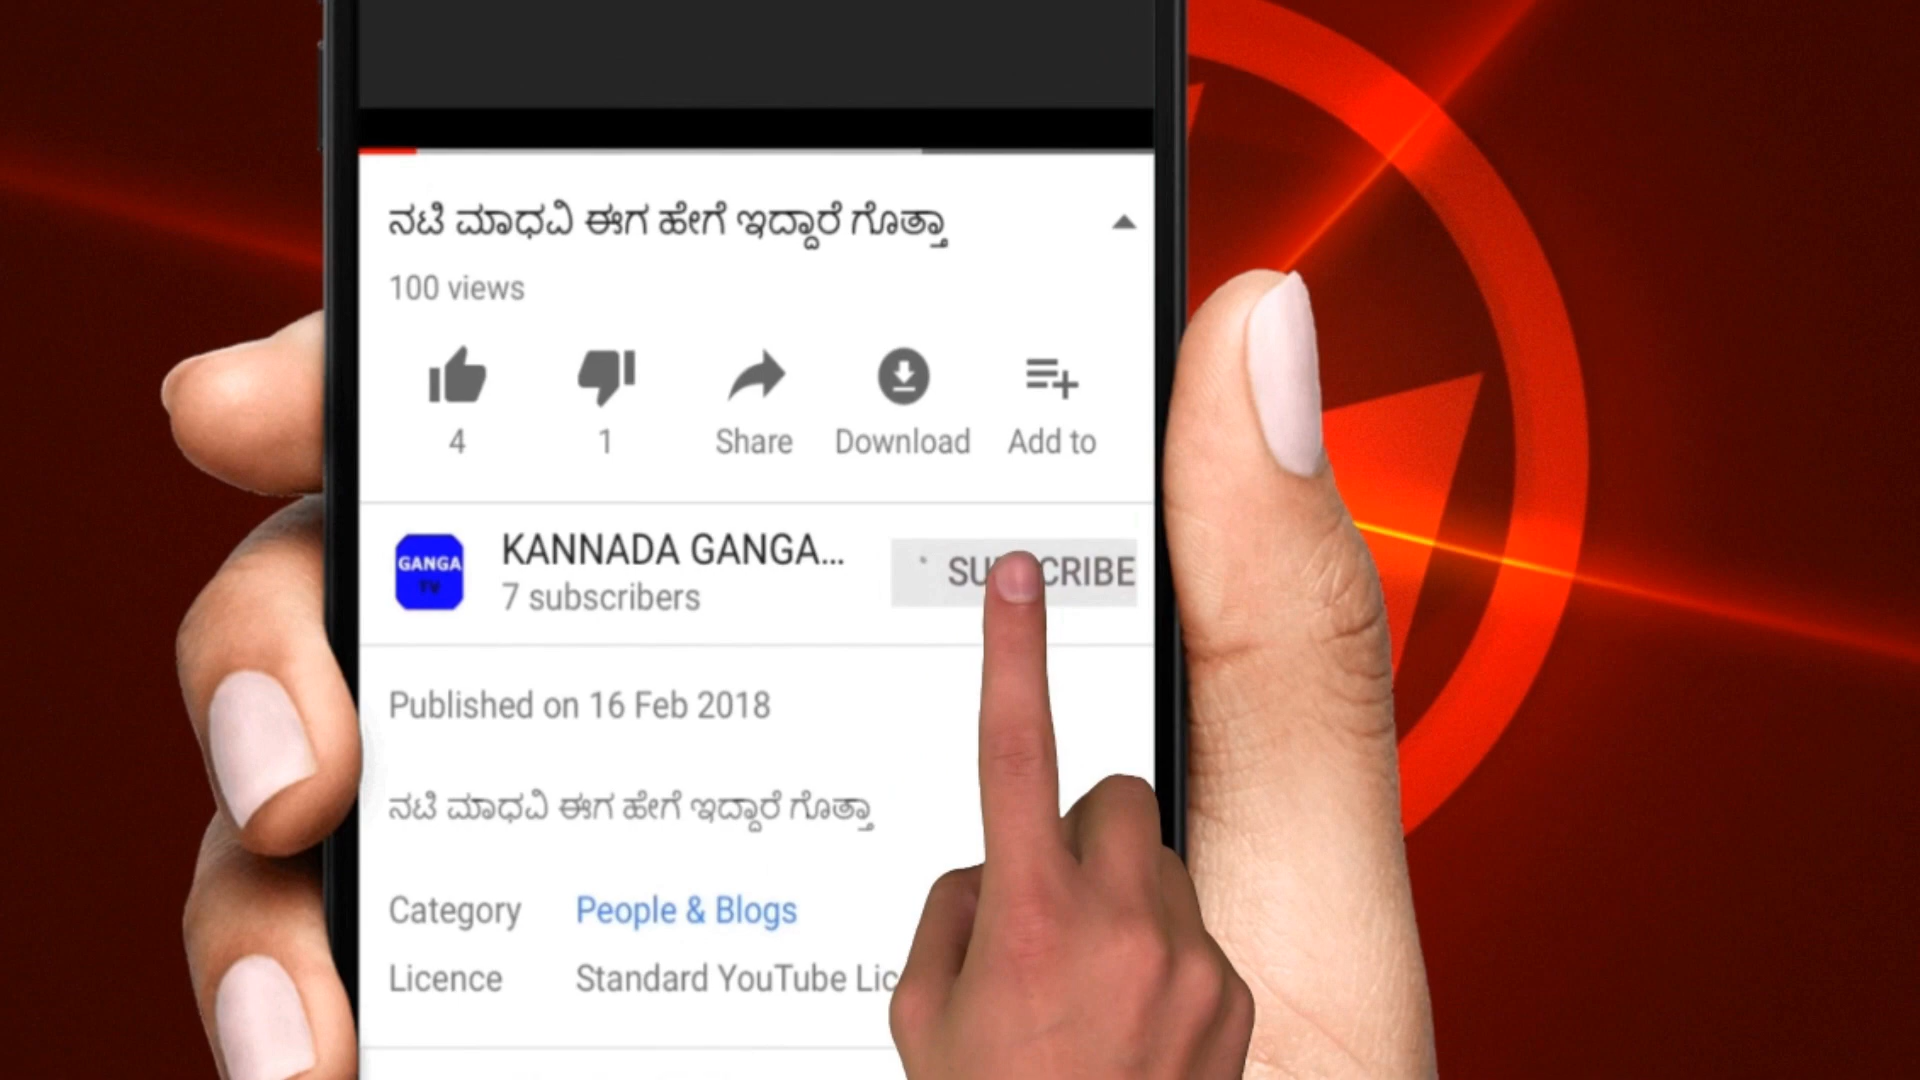 ನಟಿ ಮಾಧವಿ ಈಗ ಹೇಗೆ ಇದ್ದಾರೆ ಗೊತ್ತಾ
100 views
4
1
Share
Download
Add to
GANGA
TV
KANNADA GANGA...
7 subscribers
Published on 16 Feb 2018
ನಟಿ ಮಾಧವಿ ಈಗ ಹೇಗೆ ಇದ್ದಾರೆ ಗೊತ್ತಾ
Category People & Blogs
Licence Standard YouTube Lic